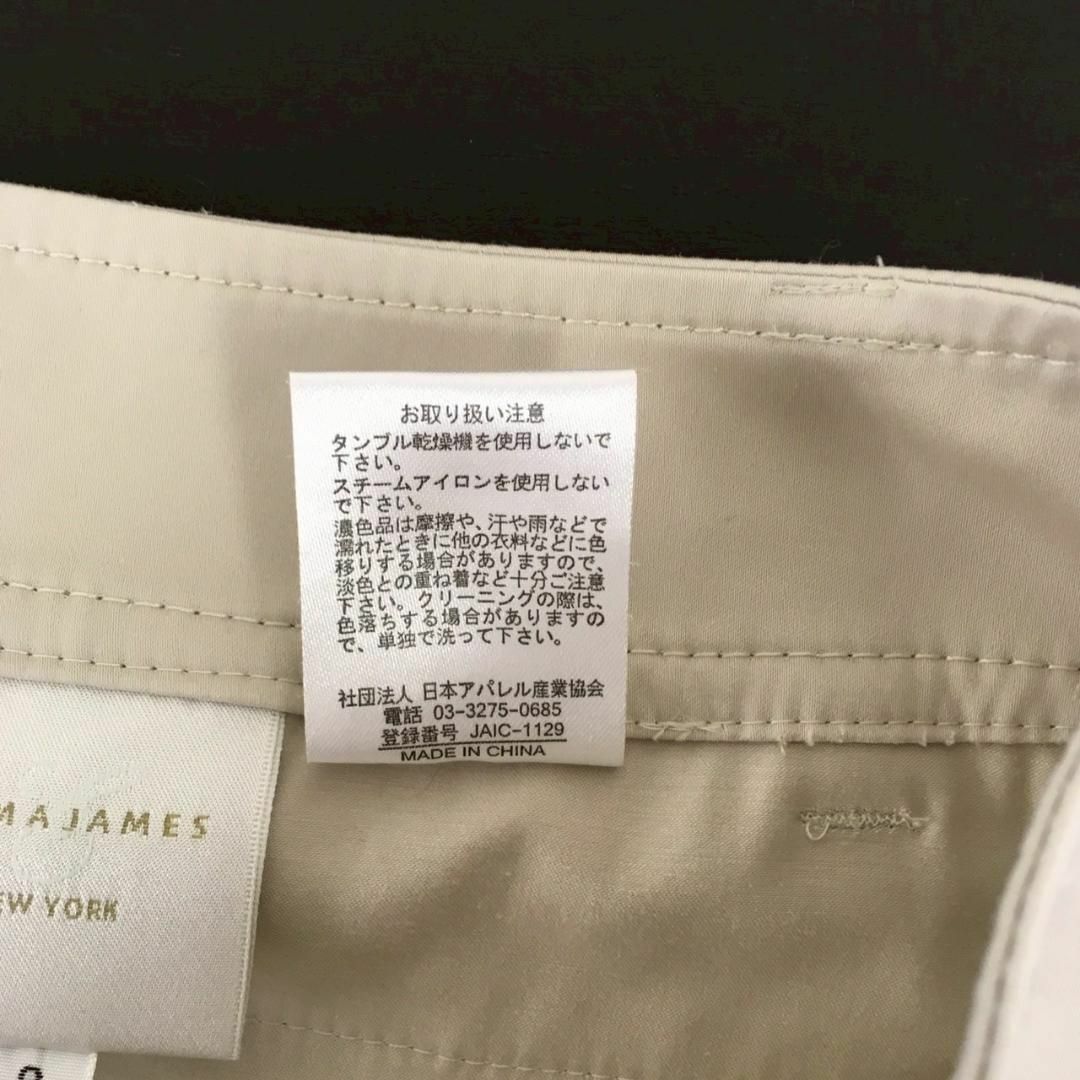 お取り扱い注意
タンブル乾燥機を使用しないで
下さい。
スチームアイロンを使用しない
で下さい。
濃色品は摩擦や、汗や雨などで
濡れたときに他の衣料などに色
移りする場合がありますので、
淡色との重ね着など十分ご注意
下さい。クリーニングの際は、
色落ちする場合がありますの
で、単独で洗って下さい。
社団法人 日本アパレル産業協会
電話 03-3275-0685
登録番号 JAIC-1129
MADE IN CHINA
MAJAMES
EW YORK